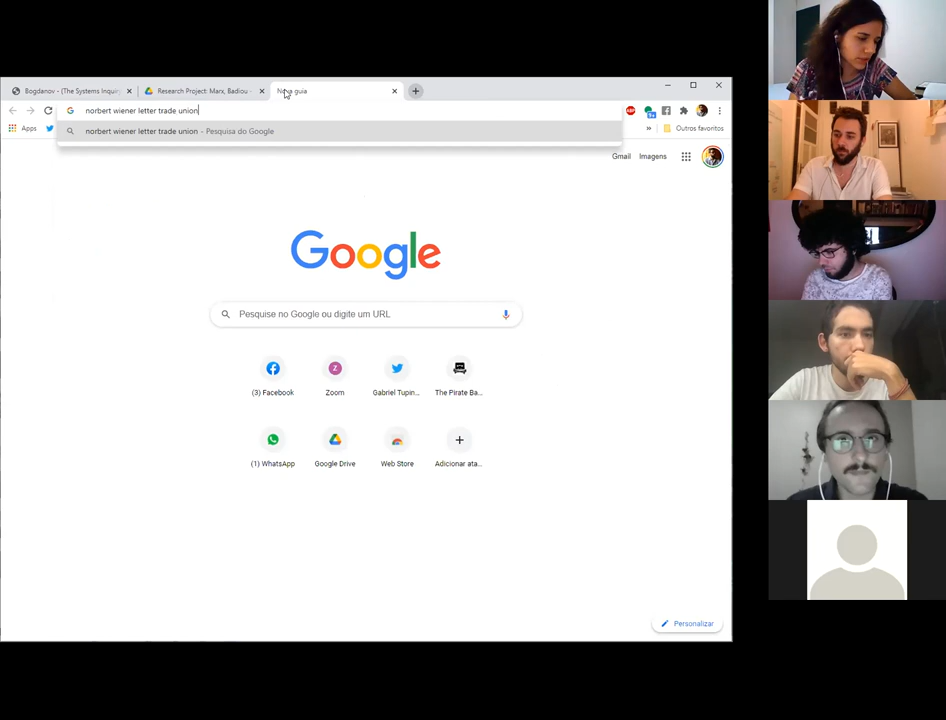 Bogdanov - (The Systems Inquiry
Research Project: Marx, Badiou -
Nova guia
norbert wiener letter trade union
norbert wiener letter trade union - Pesquisa do Google
ABP
9+
Apps
»
Outros favoritos
Gmail
Imagens
Google
Pesquise no Google ou digite um URL
Z
(3) Facebook
Zoom
Gabriel Tupin...
The Pirate Ba...
(1) WhatsApp
Google Drive
Web Store
Adicionar ata...
Personalizar